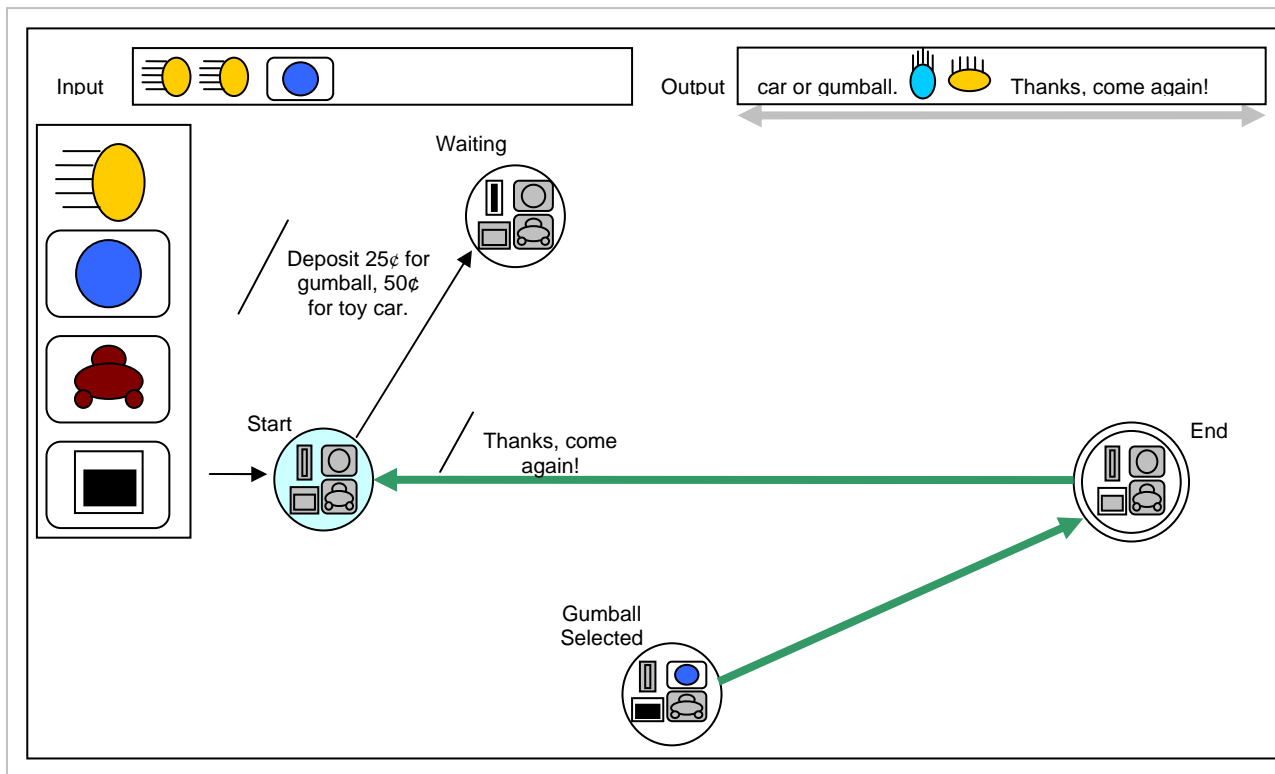 Input
Output
car or gumball. Thanks, come again!
Waiting
Deposit 25¢ for
gumball, 50¢
for toy car.
Start
Thanks, come
again!
End
Gumball
Selected